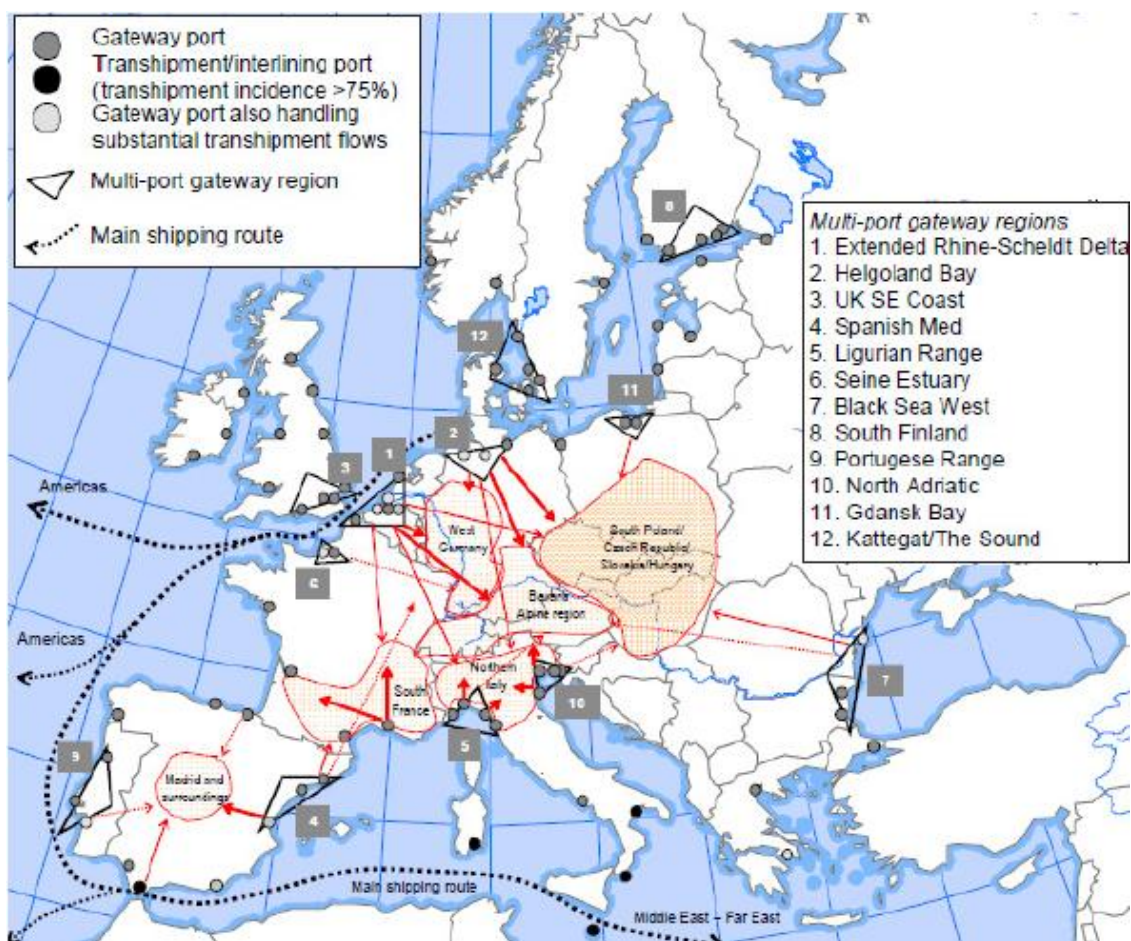 Gateway port
Transhipment/interlining port
(transhipment incidence >75%)
Gateway port also handling
substantial transhipment flows
Multi-port gateway region
Main shipping route
Multi-port gateway regions
1. Extended Rhine-Scheldt Delta
2. Helgoland Bay
3. UK SE Coast
4. Spanish Med
5. Ligurian Range
6. Seine Estuary
7. Black Sea West
8. South Finland
9. Portugese Range
10. North Adriatic
11. Gdansk Bay
12. Kattegat/The Sound
8
12
11
2
1
3
Americas
West
Germany
South Poland/
Czech Republic/
Slovakia/Hungary
6
Bavaria
Alpine region
Americas
Northern
Italy
South
France
7
10
5
9
Madrid and
surroundings
4
Main shipping route
Middle East – Far East